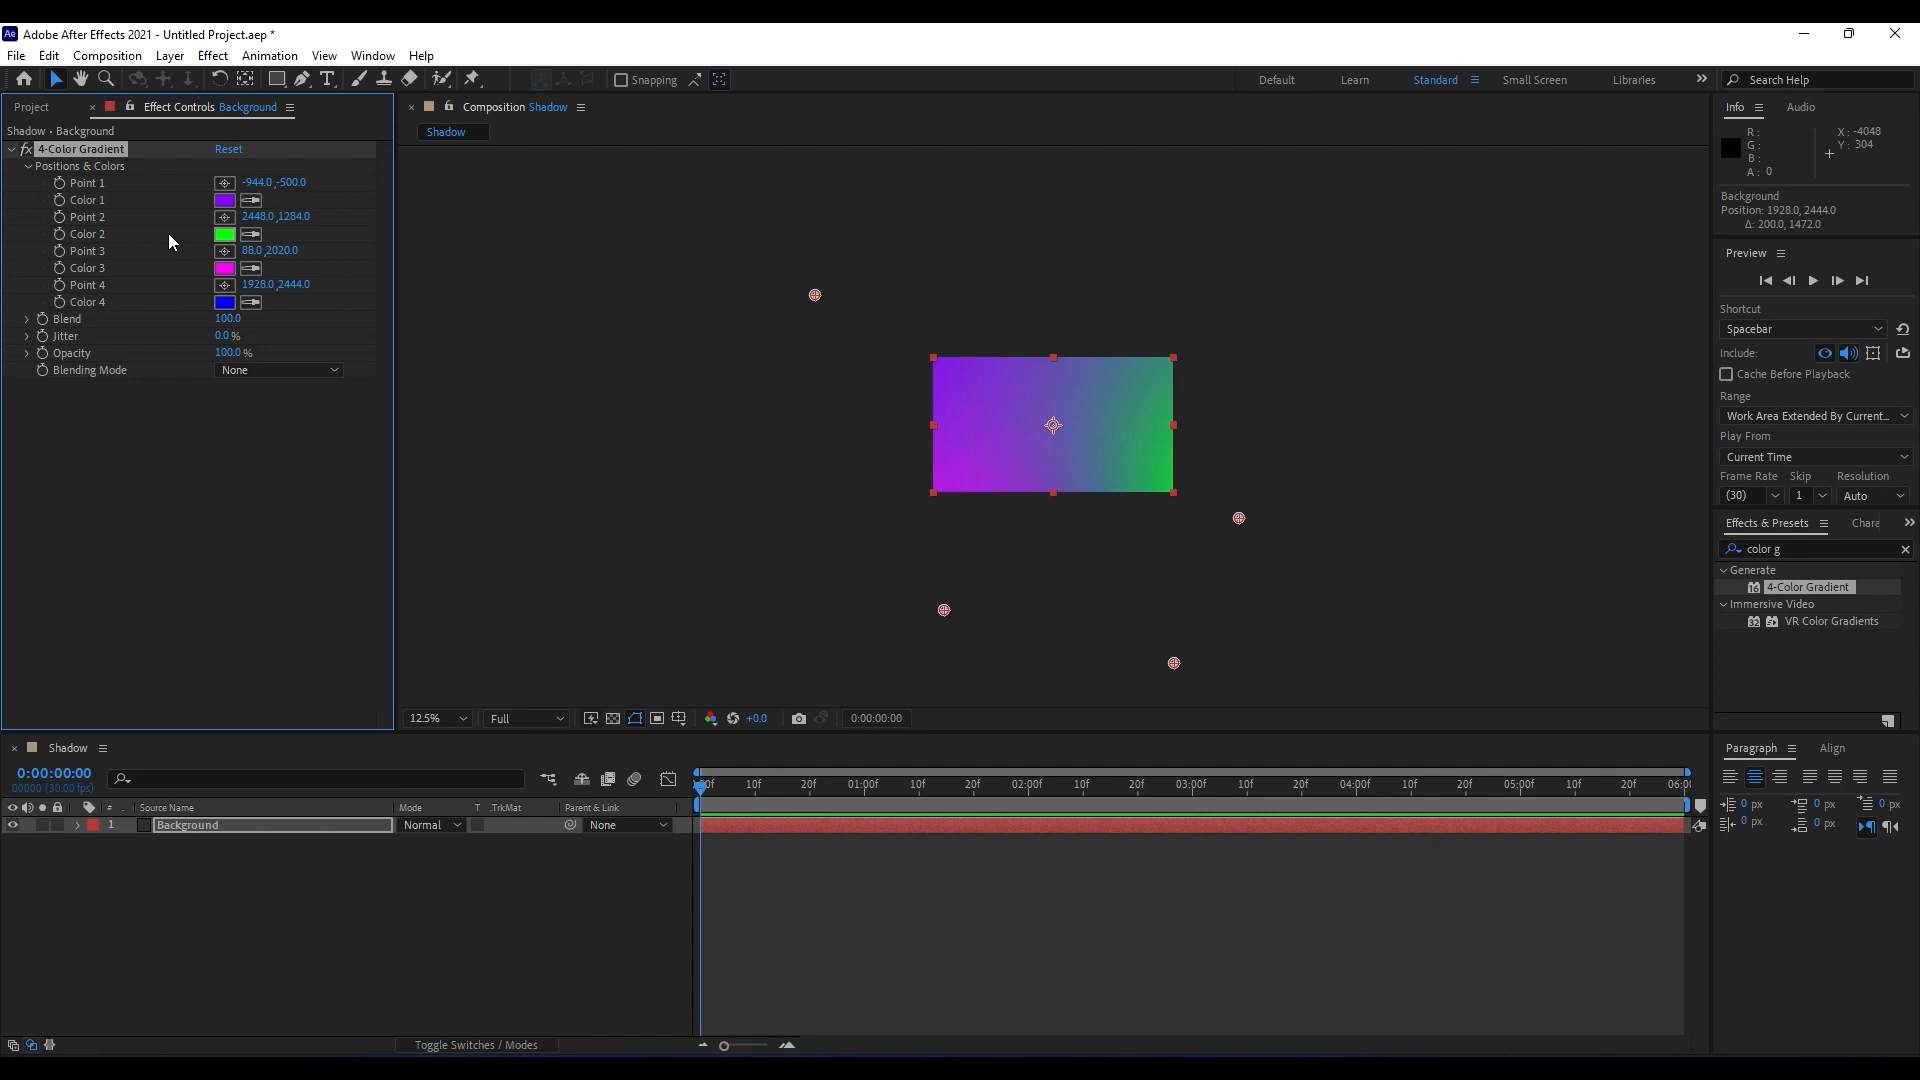 Adobe After Effects 2021 - Untitled Project.aep *
File Edit Composition Layer Effect Animation View Window Help
Snapping Default Learn Standard Small Screen Libraries Search Help
Project Effect Controls Background
Composition Shadow
Info Audio
Shadow • Background
Shadow
fx 4-Color Gradient Reset
Positions & Colors
Point 1 -944.0 ,-500.0
Color 1
Point 2 2448.0 ,1284.0
Color 2
Point 3 88.0 ,2020.0
Color 3
Point 4 1928.0 ,2444.0
Color 4
Blend 100.0
Jitter 0.0 %
Opacity 100.0 %
Blending Mode None
R :
G :
B :
A : 0
X : -4048
Y : 304
Background
Position: 1928.0, 2444.0
Δ: 200.0, 1472.0
Preview
Shortcut
Spacebar
Include:
Cache Before Playback
Range
Work Area Extended By Current...
Play From
Current Time
Frame Rate Skip Resolution
(30) 1 Auto
Effects & Presets Chara
color g
Generate
4-Color Gradient
Immersive Video
VR Color Gradients
12.5% Full +0.0 0:00:00:00
Shadow
0:00:00:00
00000 (30.00 fps)
10f 20f 01:00f 10f 20f 02:00f 10f 20f 03:00f 10f 20f 04:00f 10f 20f 05:00f 10f 20f
# Source Name Mode T .TrkMat Parent & Link
1 Background Normal None
Toggle Switches / Modes
Paragraph Align
0 px 0 px 0 px
0 px 0 px